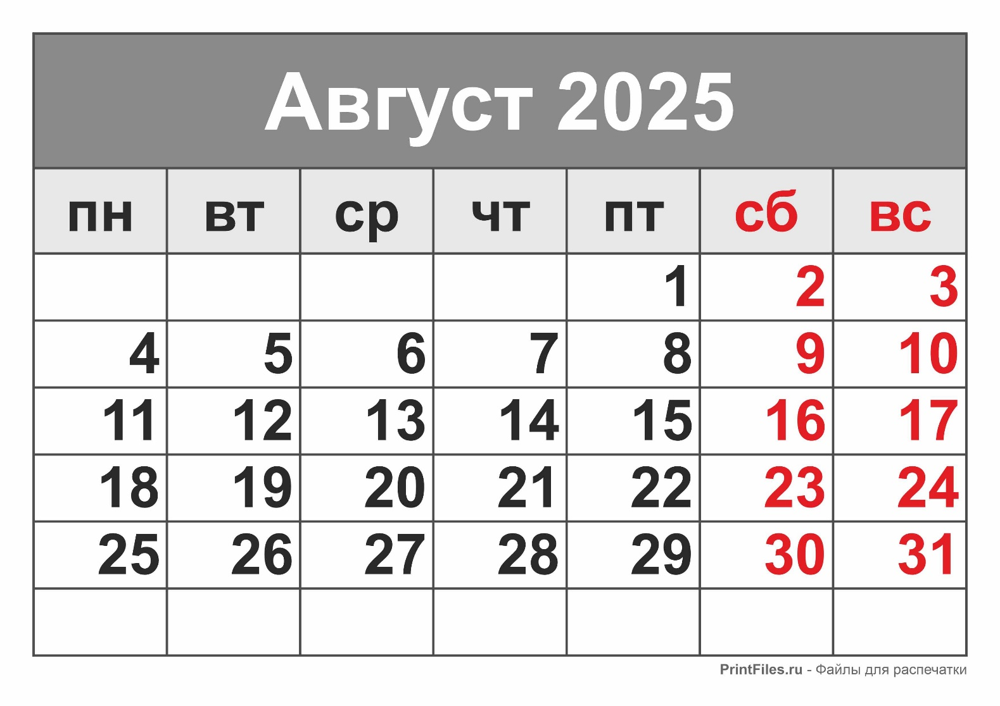 Август 2025
пн вт ср чт пт сб вс
1 2 3
4 5 6 7 8 9 10
11 12 13 14 15 16 17
18 19 20 21 22 23 24
25 26 27 28 29 30 31
PrintFiles.ru - Файлы для распечатки